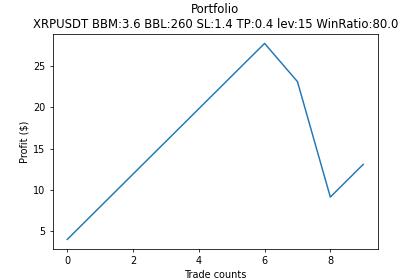 Portfolio
XRPUSDT BBM:3.6 BBL:260 SL:1.4 TP:0.4 lev:15 WinRatio:80.0
Profit ($)
25
20
15
10
5
0
2
4
6
8
Trade counts